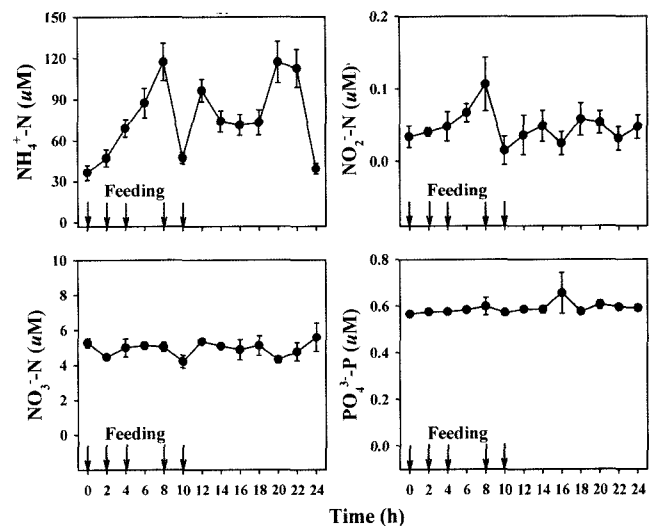 150
120
90
60
30
NH₄⁺-N (uM)
Feeding
0.2
0.1
0.0
NO₂⁻-N (uM)
Feeding
10
8
6
4
2
0
NO₃⁻-N (uM)
Feeding
0 2 4 6 8 10 12 14 16 18 20 22 24
0.8
0.6
0.4
0.2
0.0
PO₄³⁻-P (uM)
Feeding
0 2 4 6 8 10 12 14 16 18 20 22 24
Time (h)